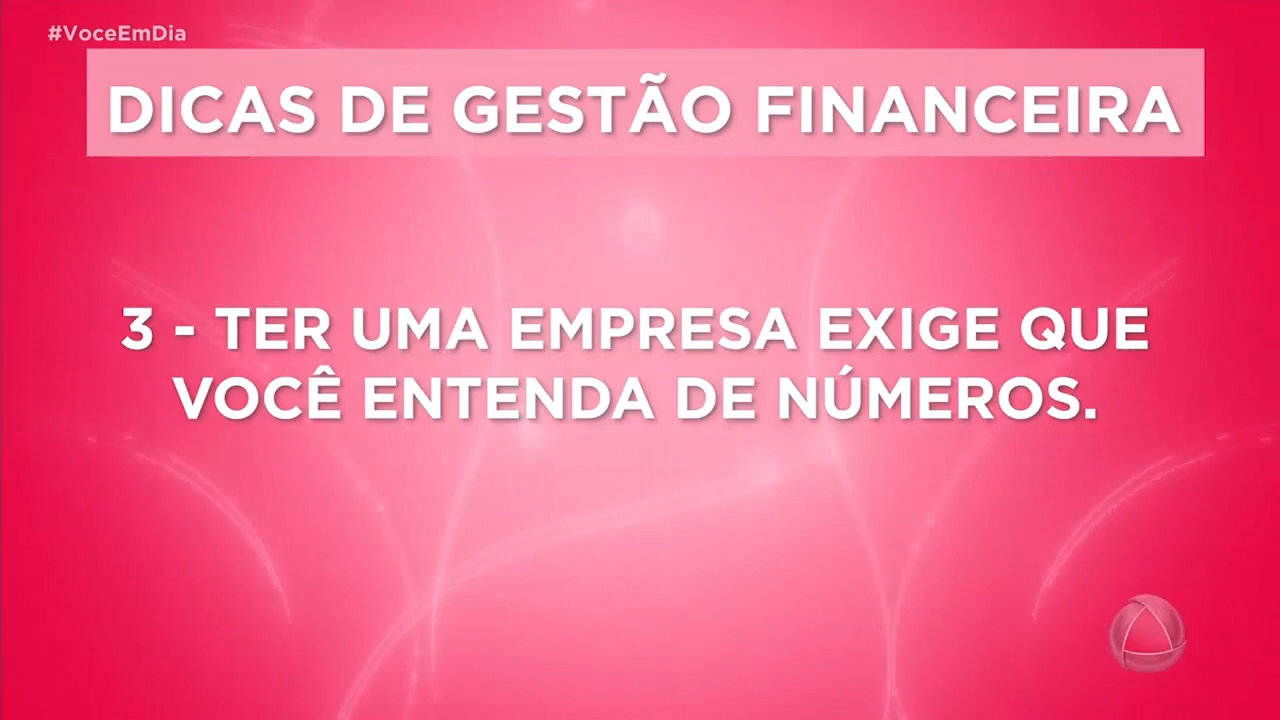 #VoceEmDia
DICAS DE GESTÃO FINANCEIRA
3 - TER UMA EMPRESA EXIGE QUE
VOCÊ ENTENDA DE NÚMEROS.